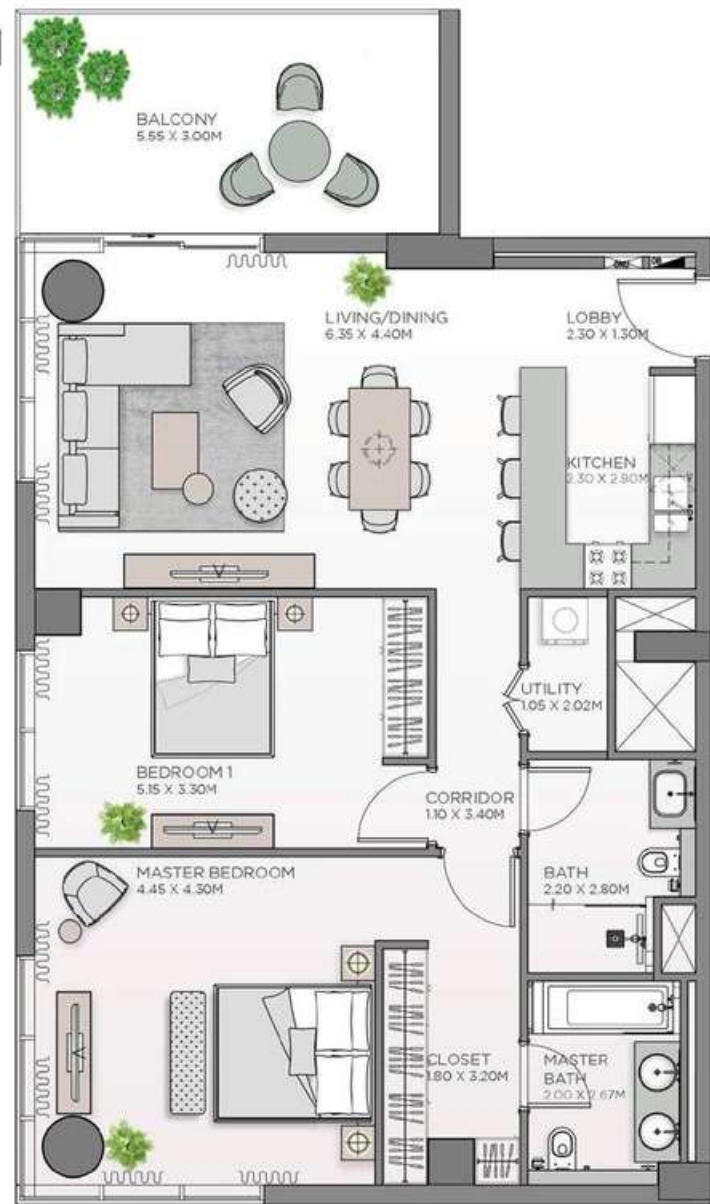 BALCONY
5.55 X 3.00M
LIVING/DINING
6.35 X 4.40M
LOBBY
2.30 X 1.30M
KITCHEN
2.30 X 2.80M
UTILITY
1.05 X 2.02M
BEDROOM 1
5.15 X 3.30M
CORRIDOR
1.10 X 3.40M
MASTER BEDROOM
4.45 X 4.30M
BATH
2.20 X 2.80M
CLOSET
1.80 X 3.20M
MASTER
BATH
2.00 X 2.67M